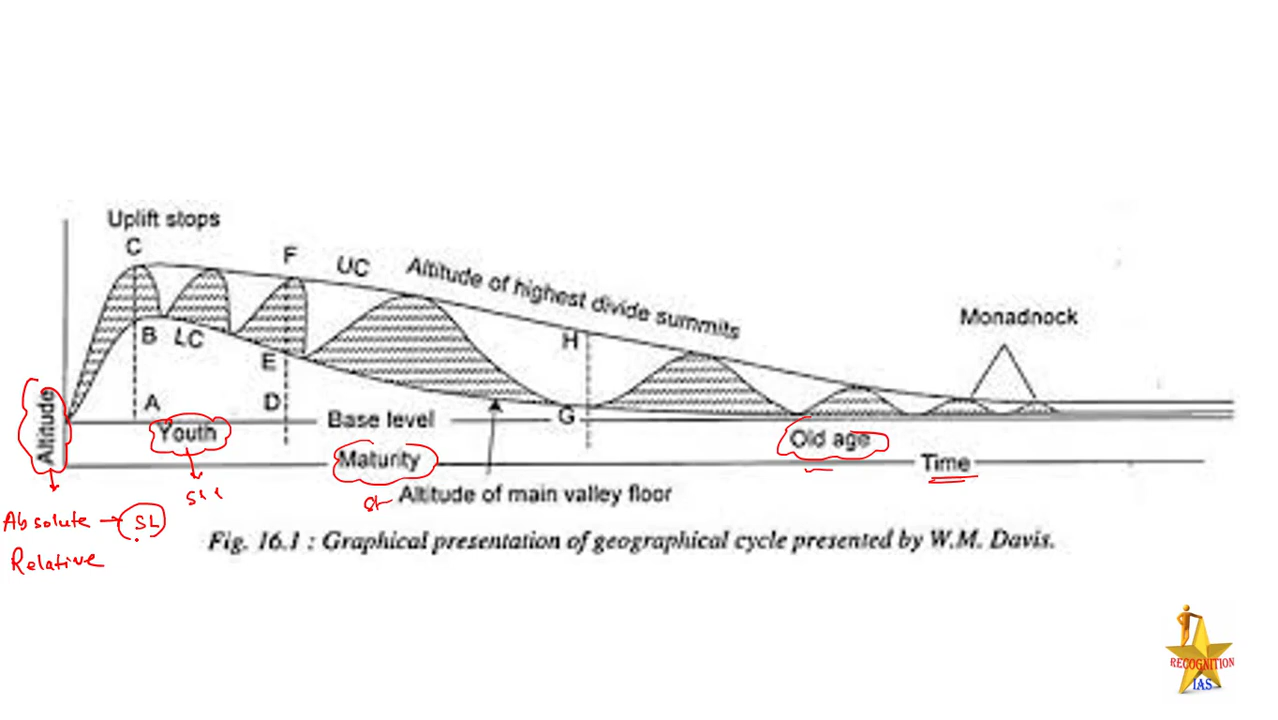 Uplift stops
C
F
UC
Altitude of highest divide summits
Monadnock
B
LC
E
H
A
D
Base level
G
Altitude
Youth
Maturity
Old age
Time
Altitude of main valley floor
Absolute → SL
Relative
Fig. 16.1 : Graphical presentation of geographical cycle presented by W.M. Davis.
RECOGNITION
IAS